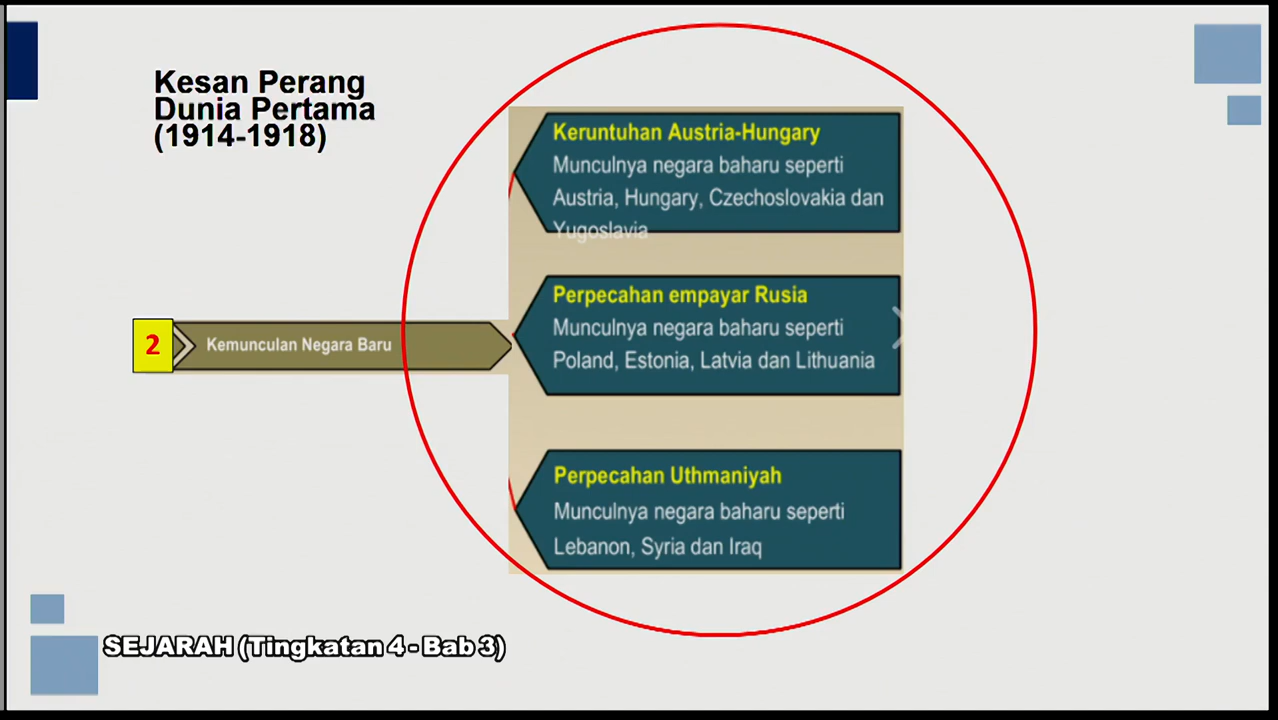 Kesan Perang
Dunia Pertama
(1914-1918)
2
Kemunculan Negara Baru
Keruntuhan Austria-Hungary
Munculnya negara baharu seperti
Austria, Hungary, Czechoslovakia dan
Yugoslavia
Perpecahan empayar Rusia
Munculnya negara baharu seperti
Poland, Estonia, Latvia dan Lithuania
Perpecahan Uthmaniyah
Munculnya negara baharu seperti
Lebanon, Syria dan Iraq
SEJARAH (Tingkatan 4 - Bab 3)